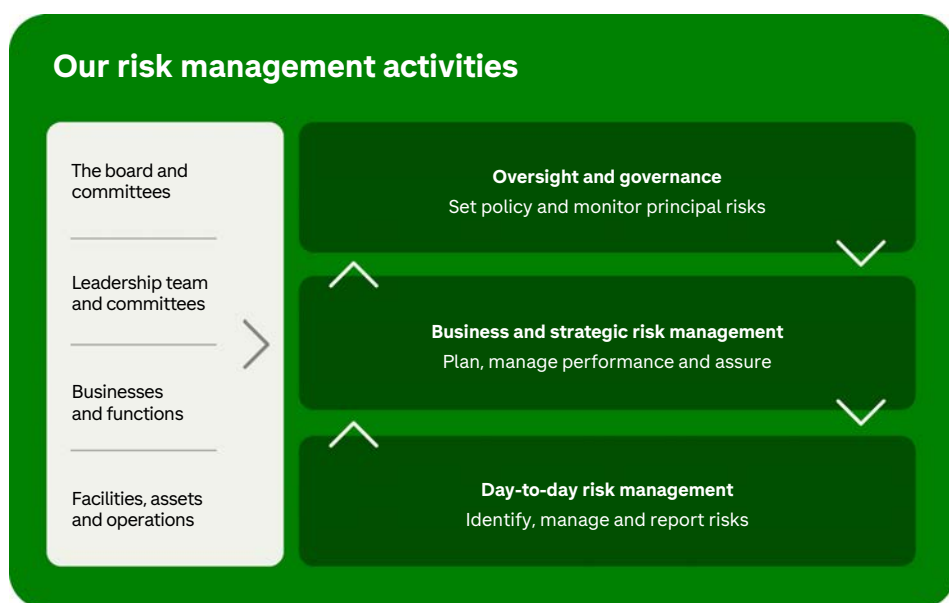 Our risk management activities
The board and
committees
Leadership team
and committees
Businesses
and functions
Facilities, assets
and operations
Oversight and governance
Set policy and monitor principal risks
Business and strategic risk management
Plan, manage performance and assure
Day-to-day risk management
Identify, manage and report risks